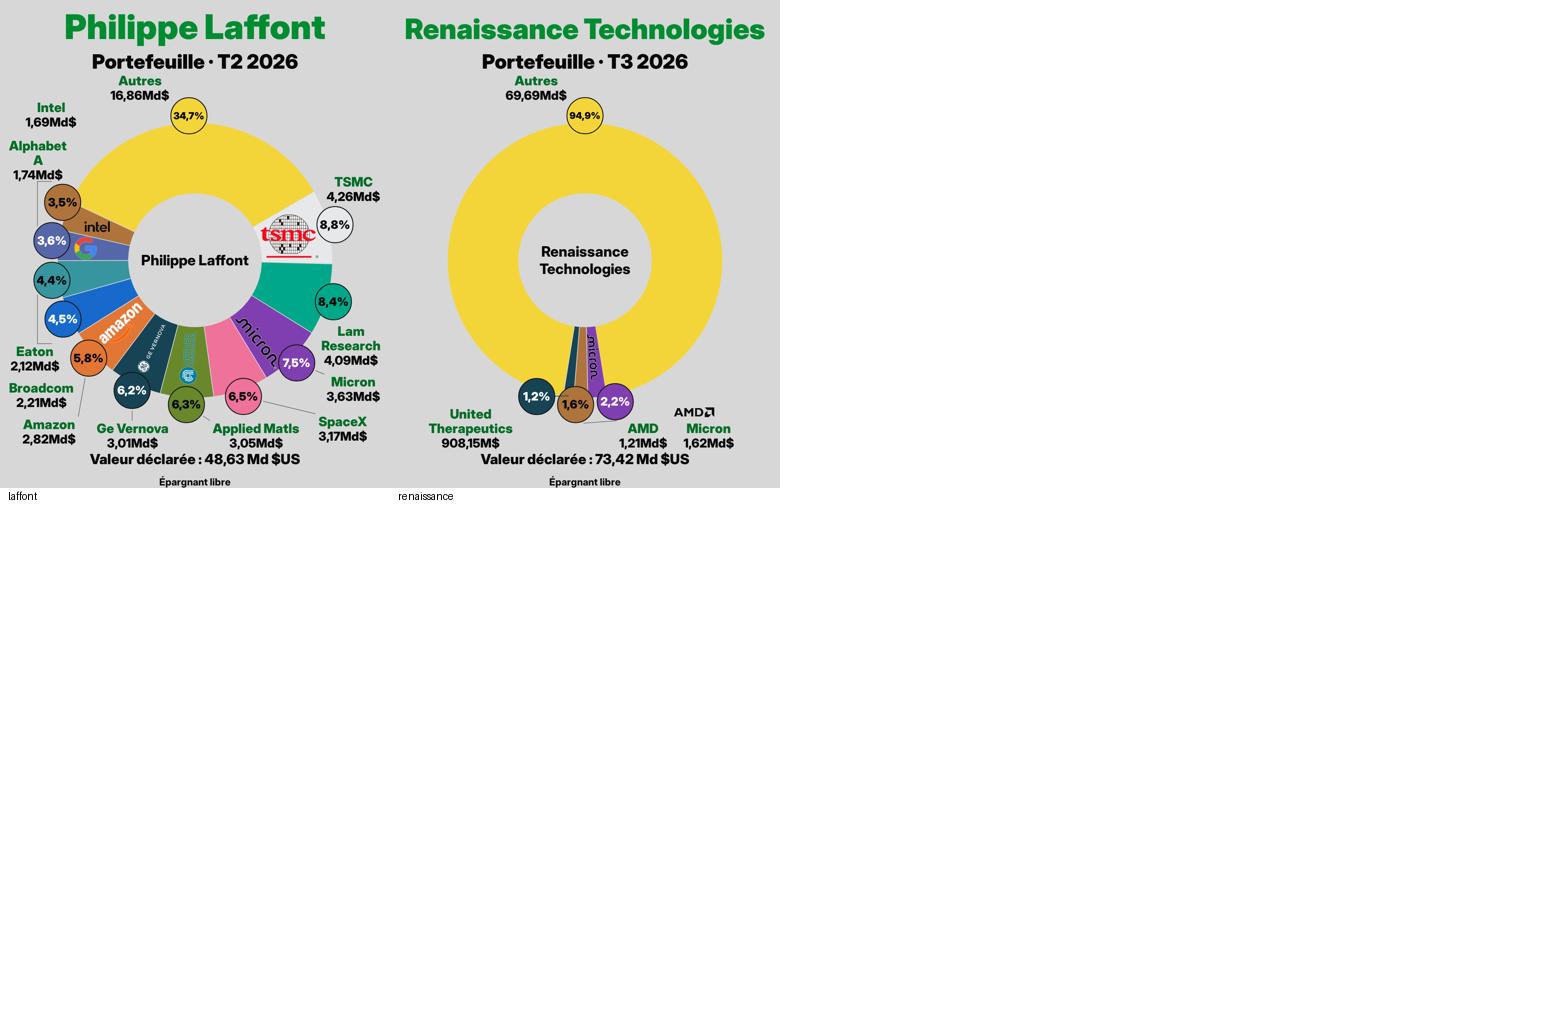 Philippe Laffont
Portefeuille · T2 2026
Autres
16,86Md$
34,7%
Intel
1,69Md$
Alphabet
A
1,74Md$
3,5%
3,6%
4,4%
4,5%
5,8%
6,2%
6,3%
6,5%
7,5%
8,4%
8,8%
TSMC
4,26Md$
intel
tsmc
Philippe Laffont
amazon
GE VERNOVA
micron
Lam
Research
4,09Md$
Micron
3,63Md$
SpaceX
3,17Md$
Applied Matls
3,05Md$
Ge Vernova
3,01Md$
Amazon
2,82Md$
Broadcom
2,21Md$
Eaton
2,12Md$
Valeur déclarée : 48,63 Md $US
Épargnant libre
laffont
Renaissance Technologies
Portefeuille · T3 2026
Autres
69,69Md$
94,9%
Renaissance
Technologies
micron
1,2%
1,6%
2,2%
United
Therapeutics
908,15M$
AMD
AMD
1,21Md$
Micron
1,62Md$
Valeur déclarée : 73,42 Md $US
Épargnant libre
renaissance